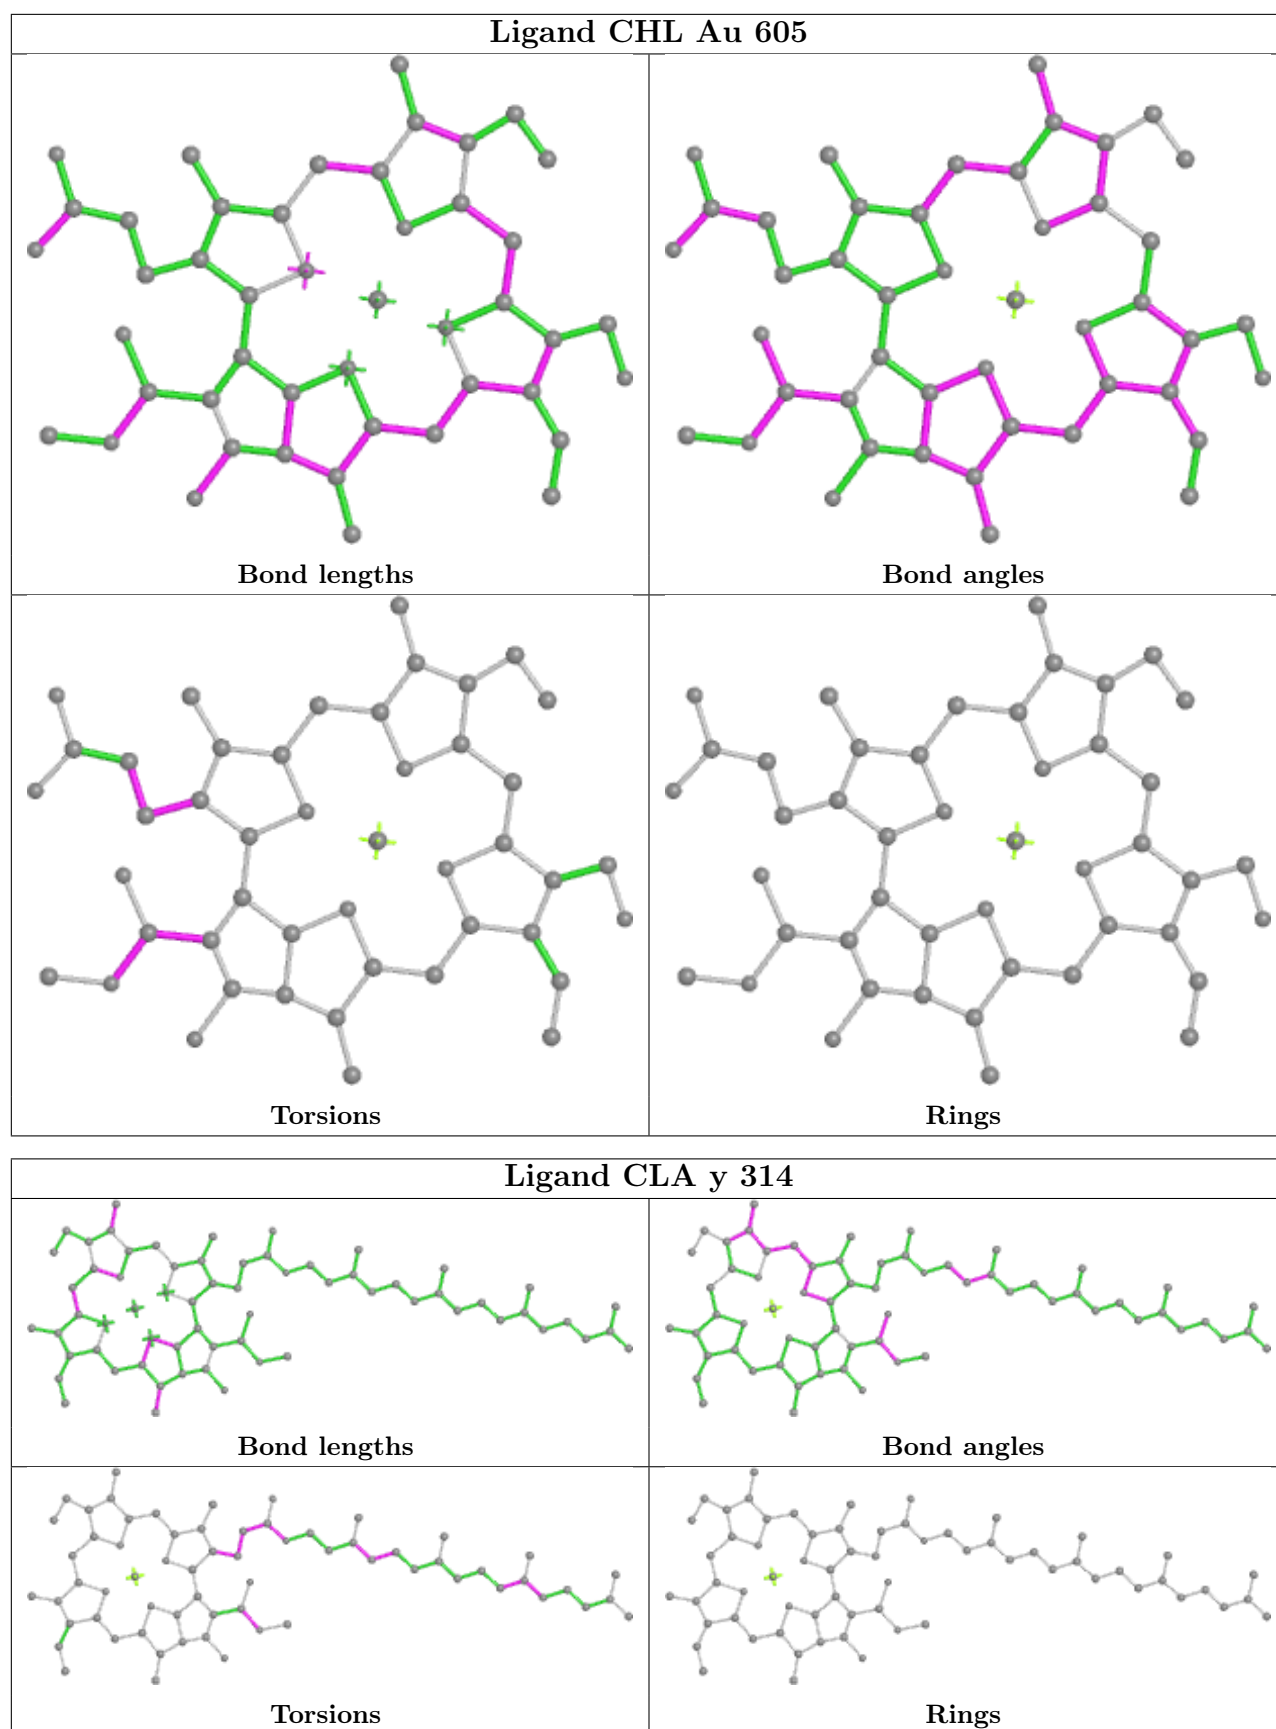 Ligand CHL Au 605
Bond lengths
Bond angles
Torsions
Rings
Ligand CLA y 314
Bond lengths
Bond angles
Torsions
Rings